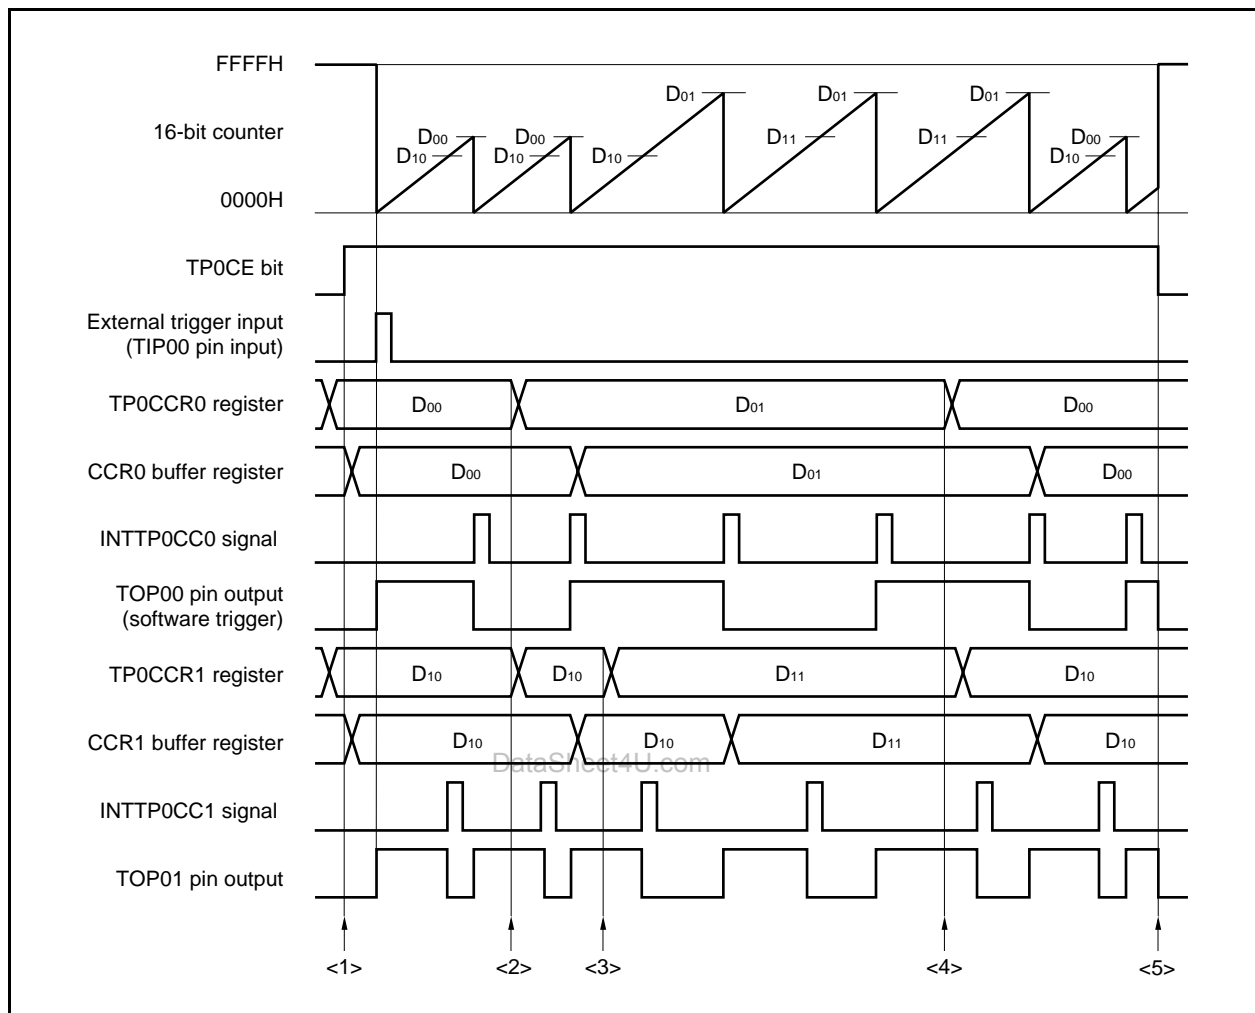 FFFFH
D01 D01 D01
16-bit counter
D00 D00 D11 D11 D00
D10 D10 D10 D10
0000H
TP0CE bit
External trigger input
(TIP00 pin input)
TP0CCR0 register D00 D01 D00
CCR0 buffer register D00 D01 D00
INTTP0CC0 signal
TOP00 pin output
(software trigger)
TP0CCR1 register D10 D10 D11 D10
CCR1 buffer register D10 D10 D11 D10
DataSheet4U.com
INTTP0CC1 signal
TOP01 pin output
<1> <2> <3> <4> <5>